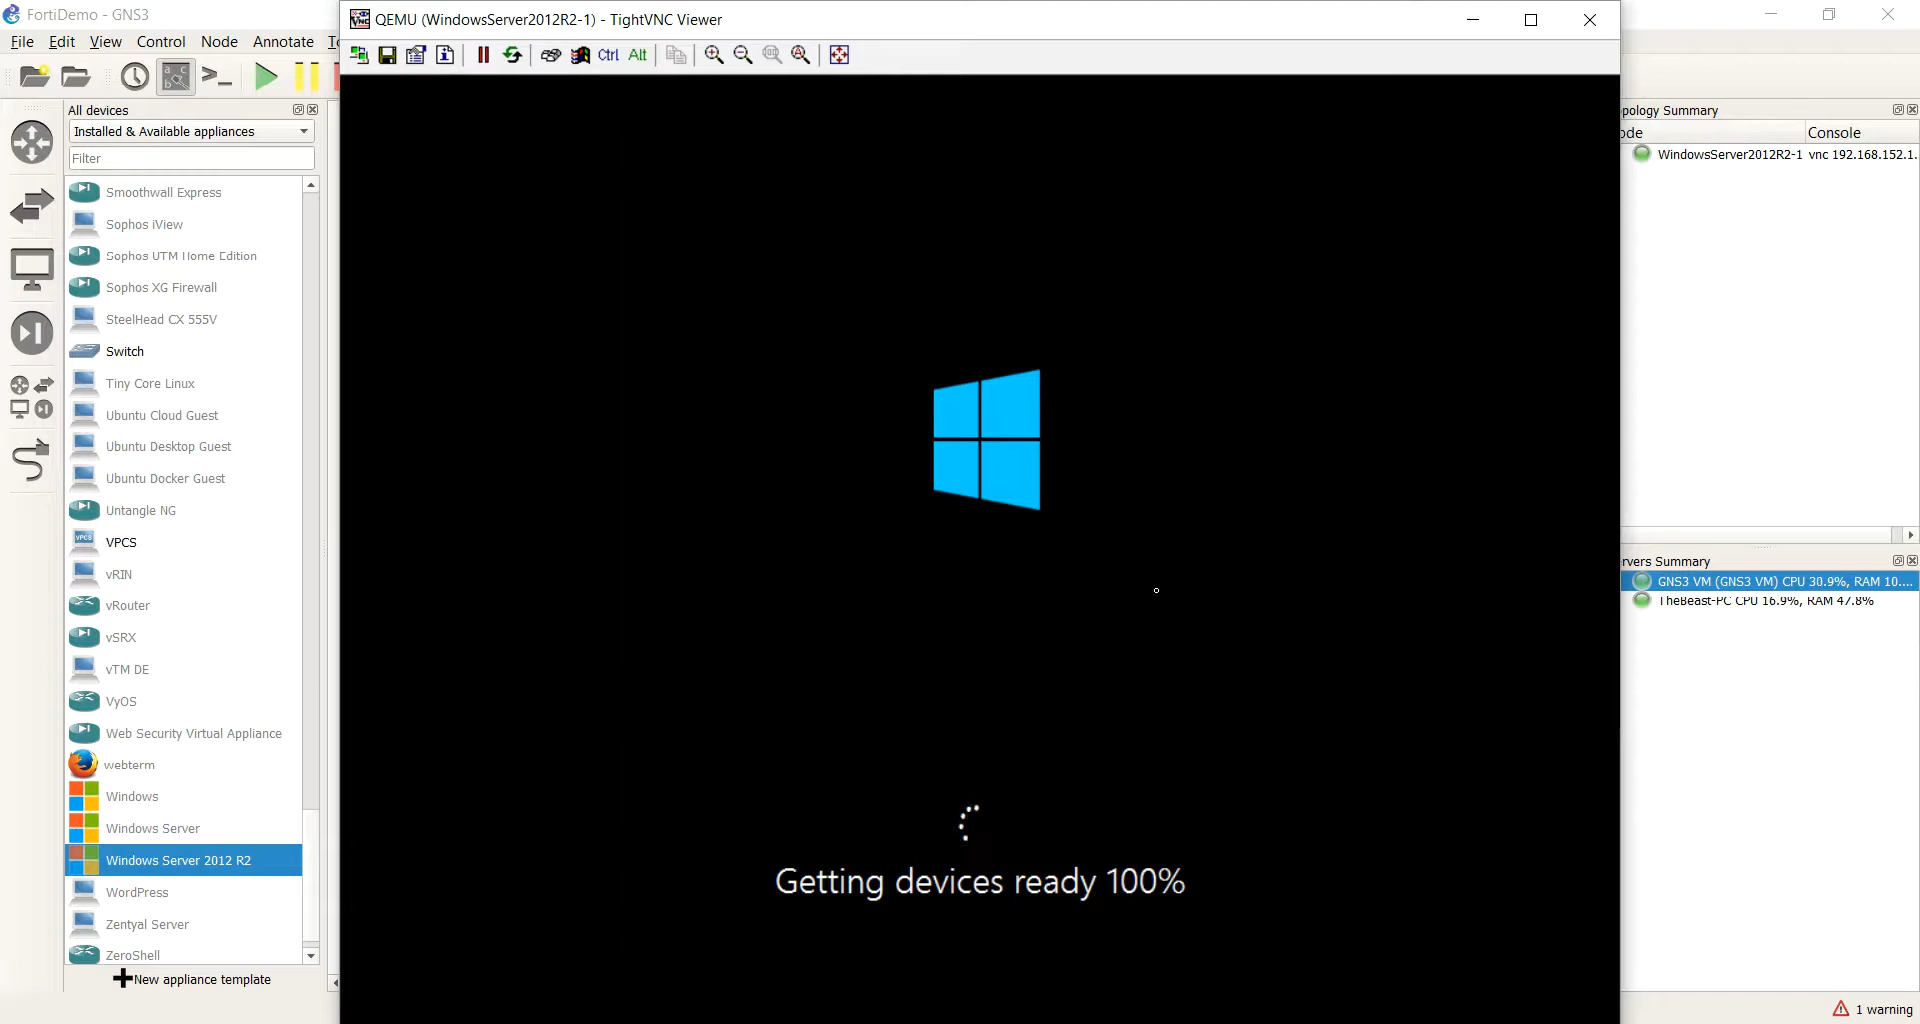 FortiDemo - GNS3
QEMU (WindowsServer2012R2-1) - TightVNC Viewer
File Edit View Control Node Annotate To
Ctrl Alt
All devices
Installed & Available appliances
Filter
Smoothwall Express
Sophos iView
Sophos UTM Home Edition
Sophos XG Firewall
SteelHead CX 555V
Switch
Tiny Core Linux
Ubuntu Cloud Guest
Ubuntu Desktop Guest
Ubuntu Docker Guest
Untangle NG
VPCS
VPCS
vRIN
vRouter
vSRX
vTM DE
VyOS
Web Security Virtual Appliance
webterm
Windows
Windows Server
Windows Server 2012 R2
WordPress
Zentyal Server
ZeroShell
New appliance template
Getting devices ready 100%
pology Summary
ode Console
WindowsServer2012R2-1 vnc 192.168.152.1.
rvers Summary
GNS3 VM (GNS3 VM) CPU 30.9%, RAM 10....
TheBeast-PC CPU 16.9%, RAM 47.8%
1 warning